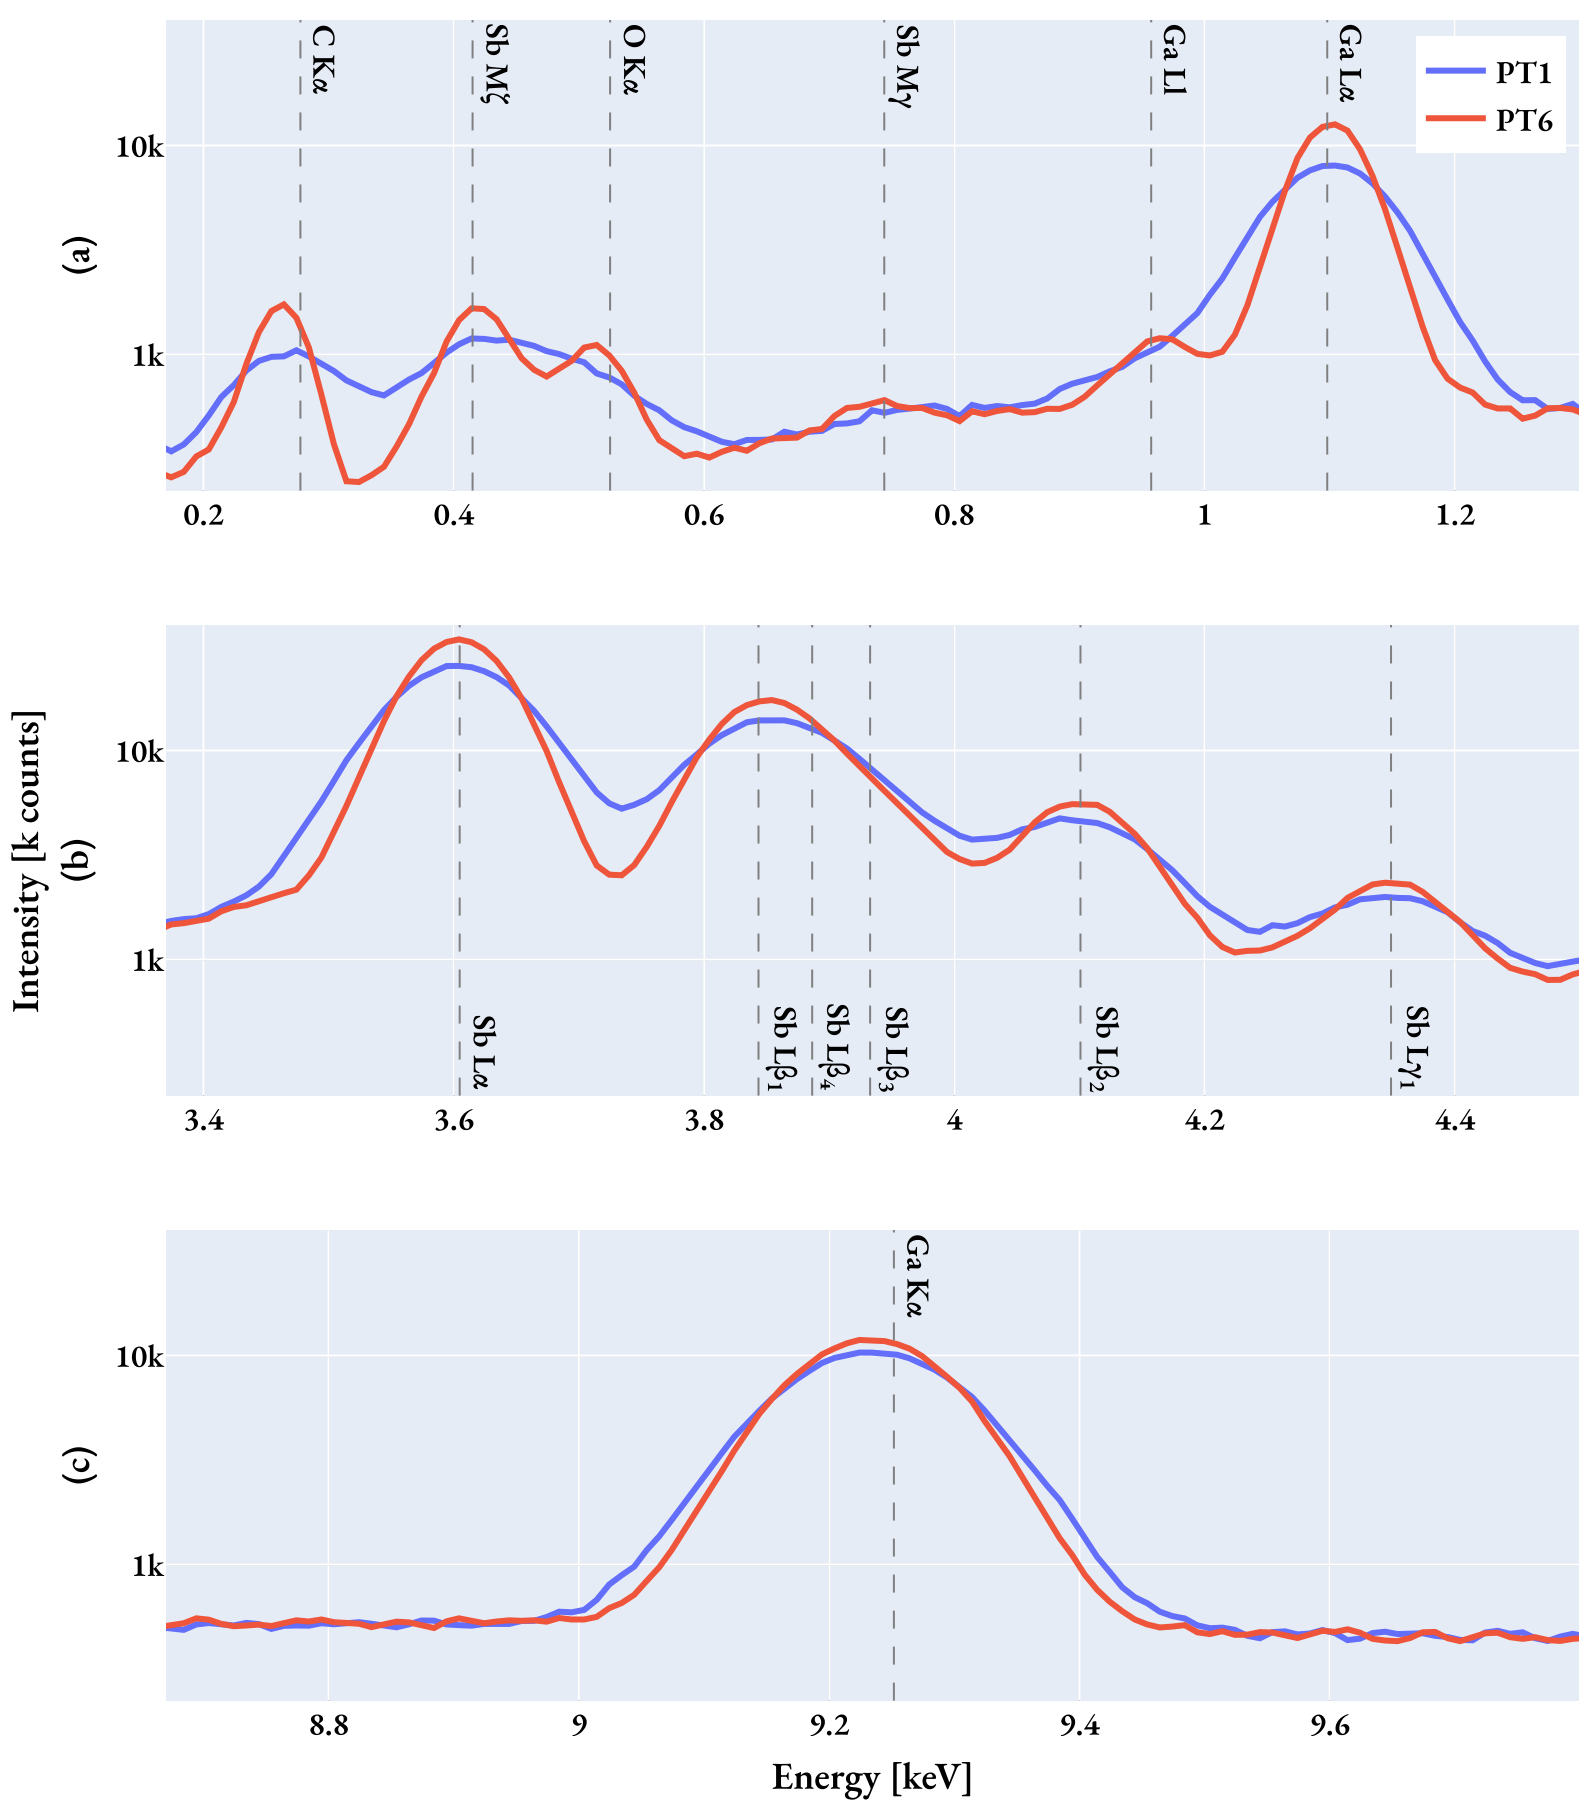 C Kα
Sb Mζ
O Kα
Sb Mγ
Ga Ll
Ga Lα
PT1
PT6
10k
1k
(a)
0.2 0.4 0.6 0.8 1 1.2
Intensity [k counts]
10k
1k
(b)
Sb Lα
Sb Lβ₁
Sb Lβ₄
Sb Lβ₃
Sb Lβ₂
Sb Lγ₁
3.4 3.6 3.8 4 4.2 4.4
Ga Kα
10k
1k
(c)
8.8 9 9.2 9.4 9.6
Energy [keV]